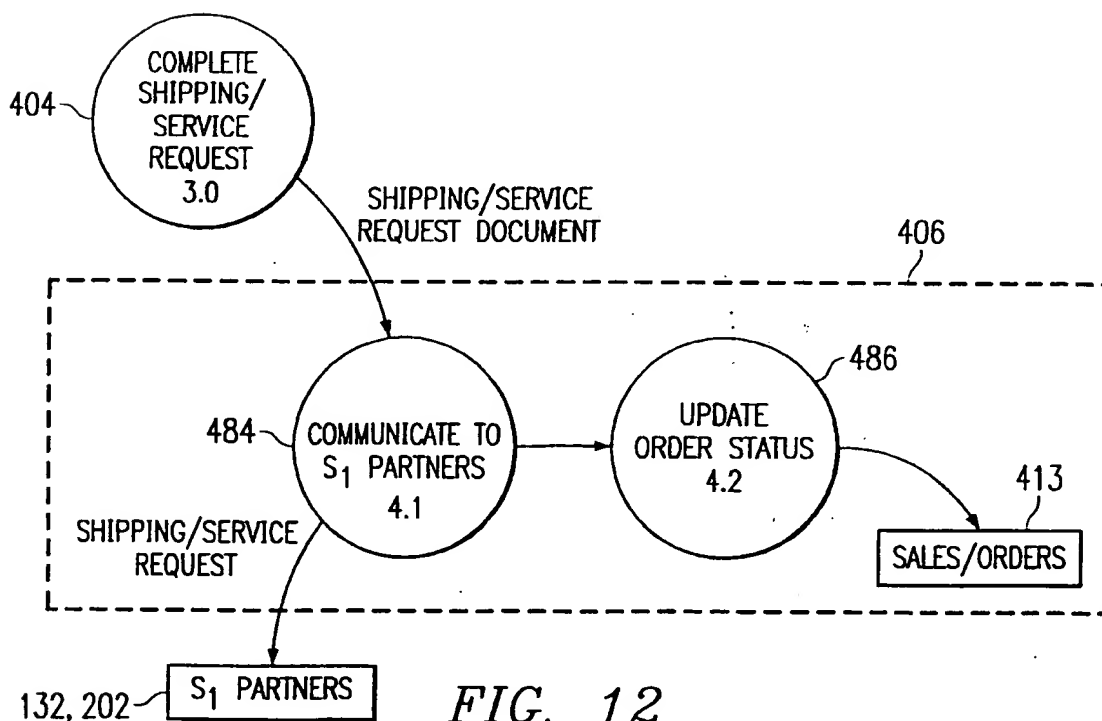 COMPLETE
SHIPPING/
SERVICE
REQUEST
3.0
404
SHIPPING/SERVICE
REQUEST DOCUMENT
406
484
COMMUNICATE TO
S1 PARTNERS
4.1
486
UPDATE
ORDER STATUS
4.2
413
SALES/ORDERS
SHIPPING/SERVICE
REQUEST
132, 202
S1 PARTNERS
FIG. 12